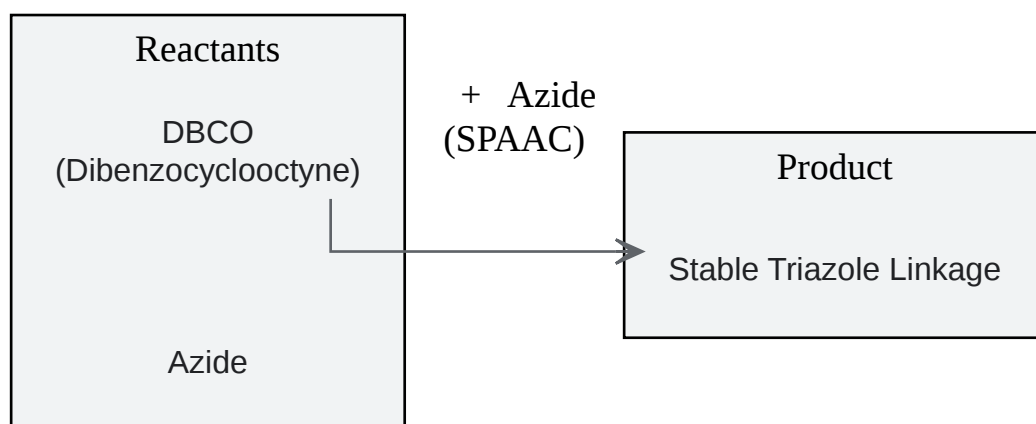 Reactants
DBCO
(Dibenzocyclooctyne)
Azide
+ Azide
(SPAAC)
Product
Stable Triazole Linkage